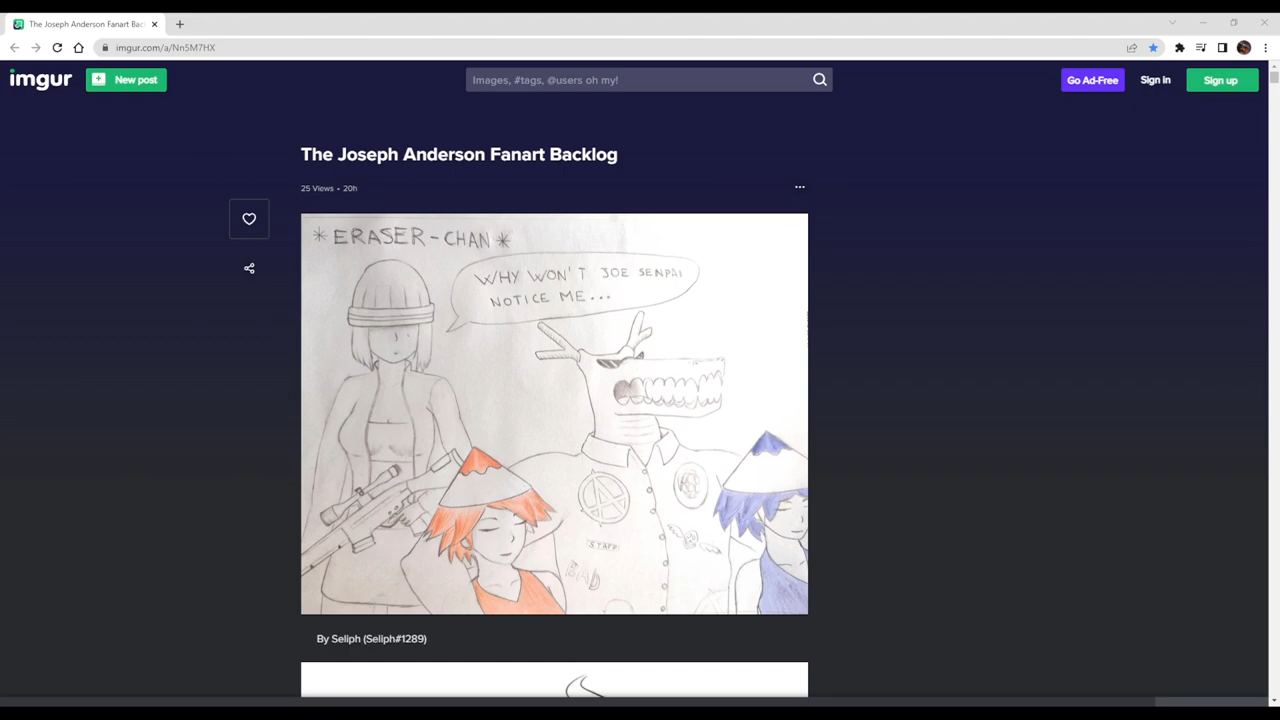 The Joseph Anderson Fanart Bac
imgur.com/a/Nn5M7HX
imgur
New post
Images, #tags, @users oh my!
Go Ad-Free
Sign in
Sign up
The Joseph Anderson Fanart Backlog
25 Views • 20h
*ERASER-CHAN*
WHY WON'T JOE SENPAI
NOTICE ME...
STAFF
BAD
By Seliph (Seliph#1289)